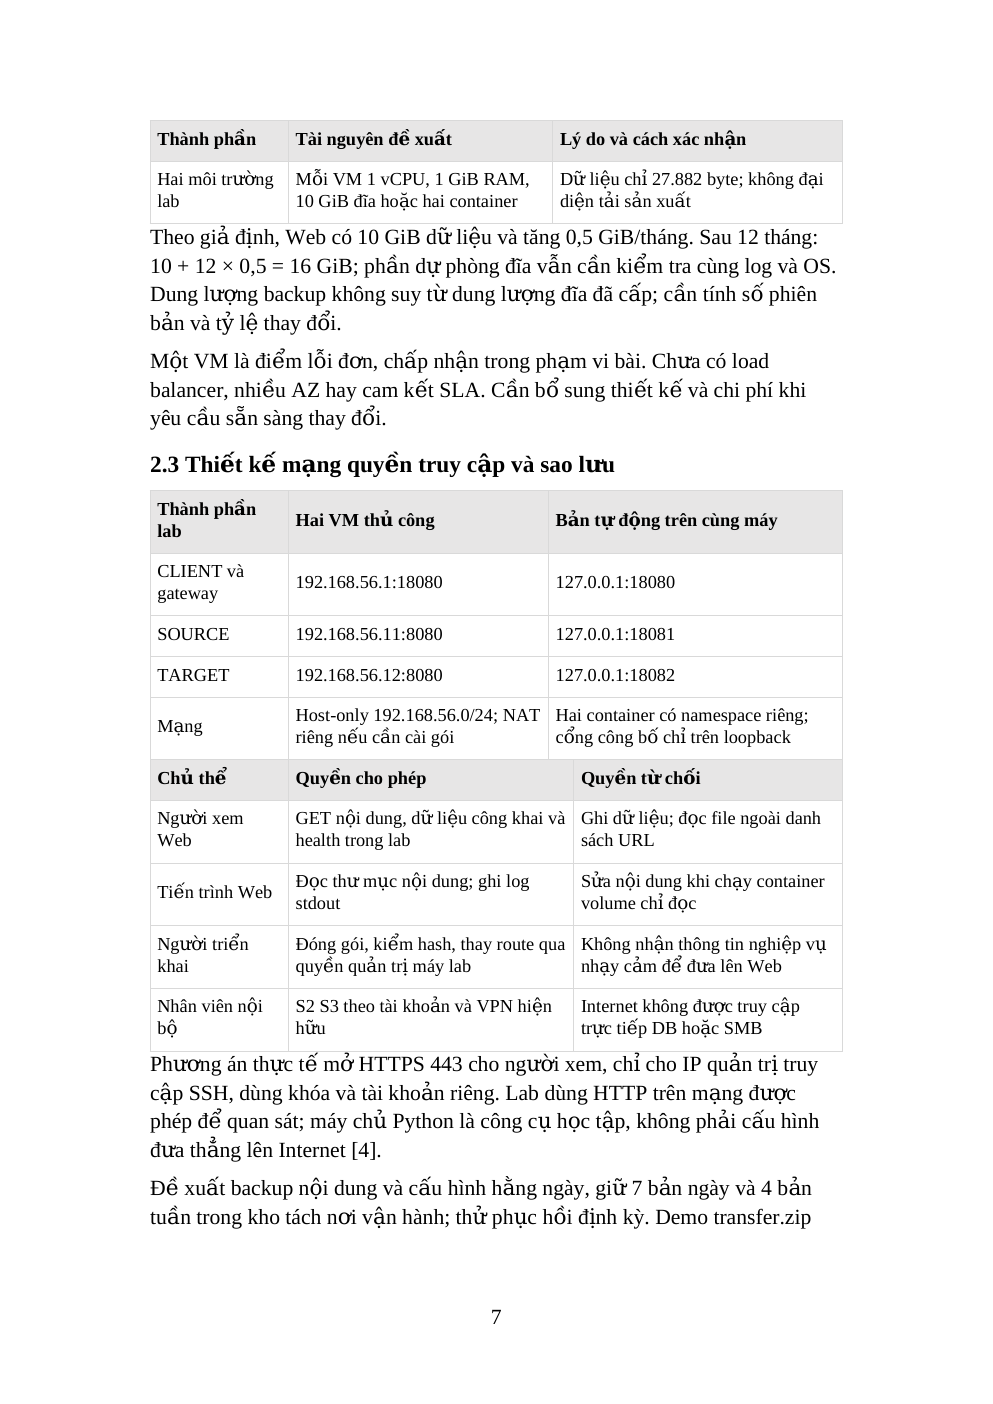 Thành phần
Tài nguyên đề xuất
Lý do và cách xác nhận
Hai môi trường
lab
Mỗi VM 1 vCPU, 1 GiB RAM,
10 GiB đĩa hoặc hai container
Dữ liệu chỉ 27.882 byte; không đại
diện tải sản xuất
Theo giả định, Web có 10 GiB dữ liệu và tăng 0,5 GiB/tháng. Sau 12 tháng:
10 + 12 × 0,5 = 16 GiB; phần dự phòng đĩa vẫn cần kiểm tra cùng log và OS.
Dung lượng backup không suy từ dung lượng đĩa đã cấp; cần tính số phiên
bản và tỷ lệ thay đổi.
Một VM là điểm lỗi đơn, chấp nhận trong phạm vi bài. Chưa có load
balancer, nhiều AZ hay cam kết SLA. Cần bổ sung thiết kế và chi phí khi
yêu cầu sẵn sàng thay đổi.
2.3 Thiết kế mạng quyền truy cập và sao lưu
Thành phần
lab
Hai VM thủ công
Bản tự động trên cùng máy
CLIENT và
gateway
192.168.56.1:18080
127.0.0.1:18080
SOURCE
192.168.56.11:8080
127.0.0.1:18081
TARGET
192.168.56.12:8080
127.0.0.1:18082
Mạng
Host-only 192.168.56.0/24; NAT
riêng nếu cần cài gói
Hai container có namespace riêng;
cổng công bố chỉ trên loopback
Chủ thể
Quyền cho phép
Quyền từ chối
Người xem
Web
GET nội dung, dữ liệu công khai và
health trong lab
Ghi dữ liệu; đọc file ngoài danh
sách URL
Tiến trình Web
Đọc thư mục nội dung; ghi log
stdout
Sửa nội dung khi chạy container
volume chỉ đọc
Người triển
khai
Đóng gói, kiểm hash, thay route qua
quyền quản trị máy lab
Không nhận thông tin nghiệp vụ
nhạy cảm để đưa lên Web
Nhân viên nội
bộ
S2 S3 theo tài khoản và VPN hiện
hữu
Internet không được truy cập
trực tiếp DB hoặc SMB
Phương án thực tế mở HTTPS 443 cho người xem, chỉ cho IP quản trị truy
cập SSH, dùng khóa và tài khoản riêng. Lab dùng HTTP trên mạng được
phép để quan sát; máy chủ Python là công cụ học tập, không phải cấu hình
đưa thẳng lên Internet [4].
Đề xuất backup nội dung và cấu hình hằng ngày, giữ 7 bản ngày và 4 bản
tuần trong kho tách nơi vận hành; thử phục hồi định kỳ. Demo transfer.zip
7